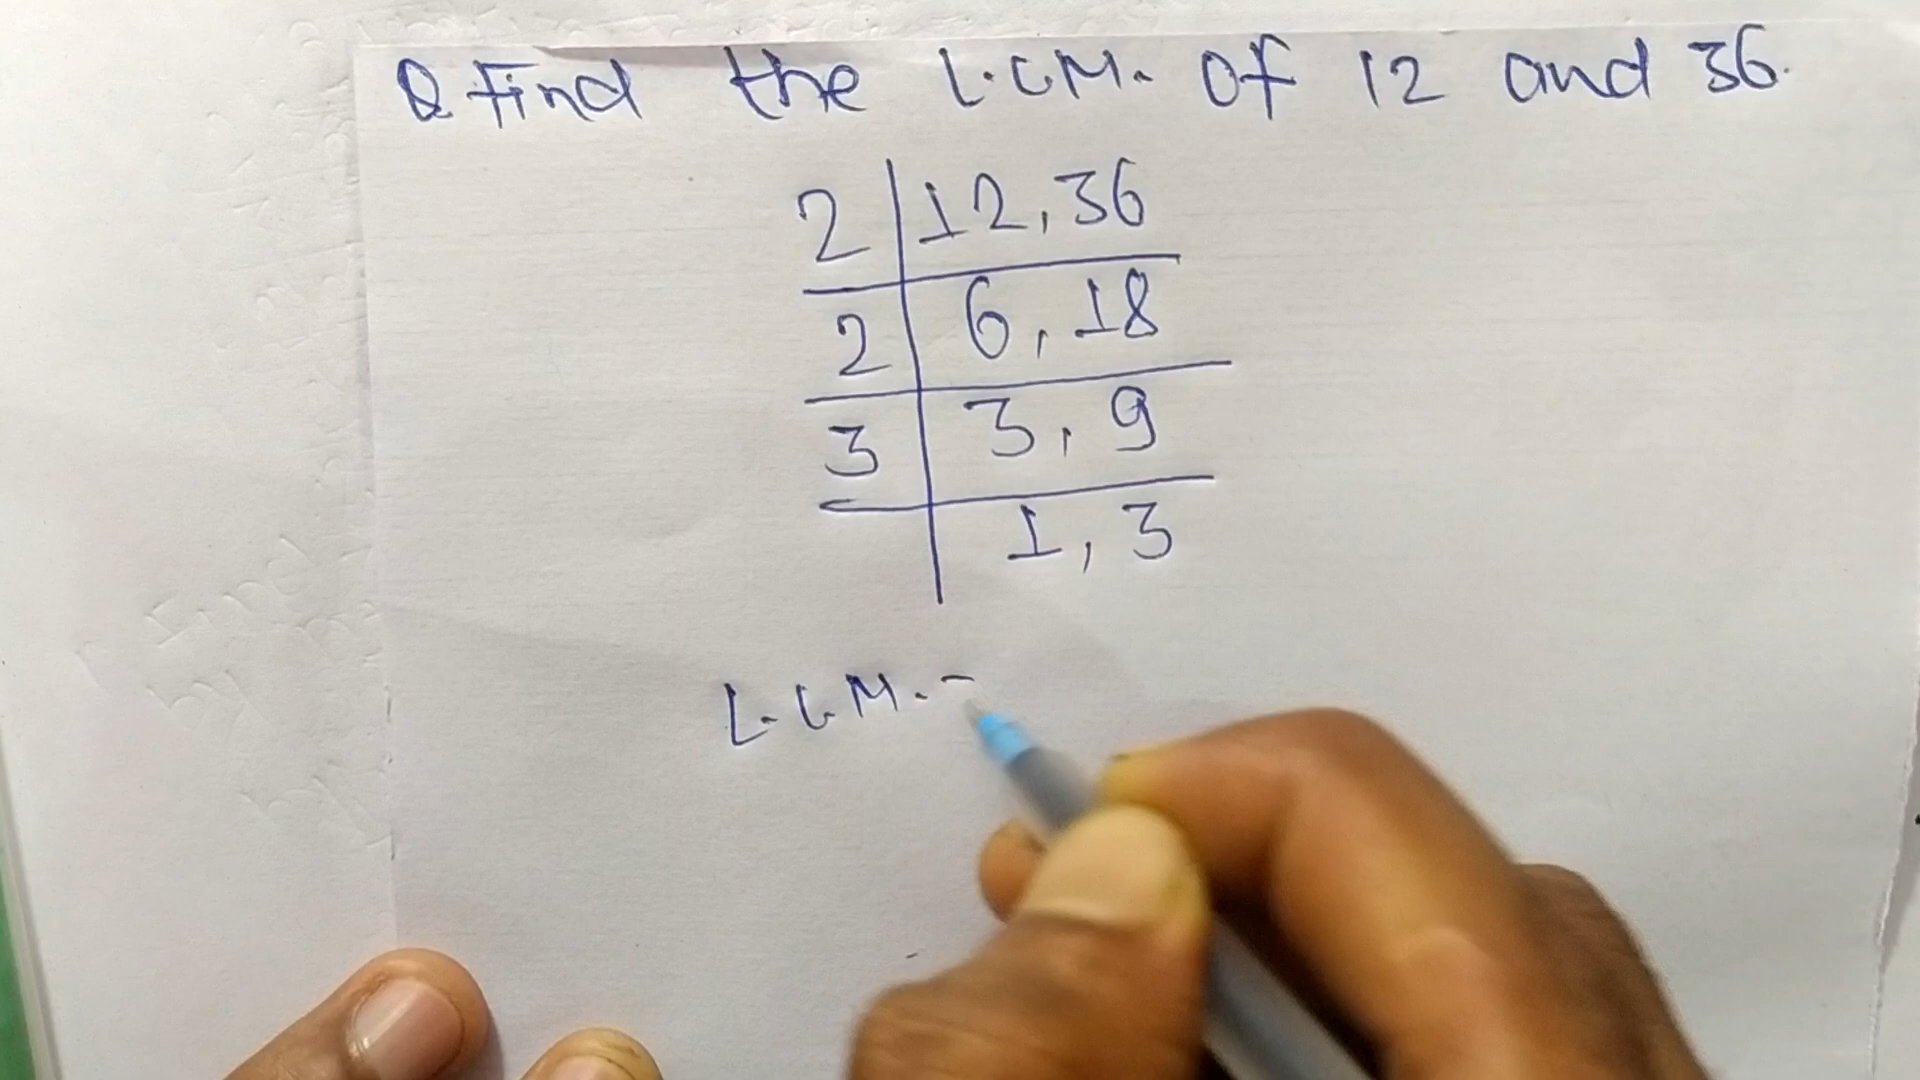 Q. Find the L.C.M. of 12 and 36.
2 | 12, 36
2 | 6, 18
3 | 3, 9
1, 3
L.C.M. -